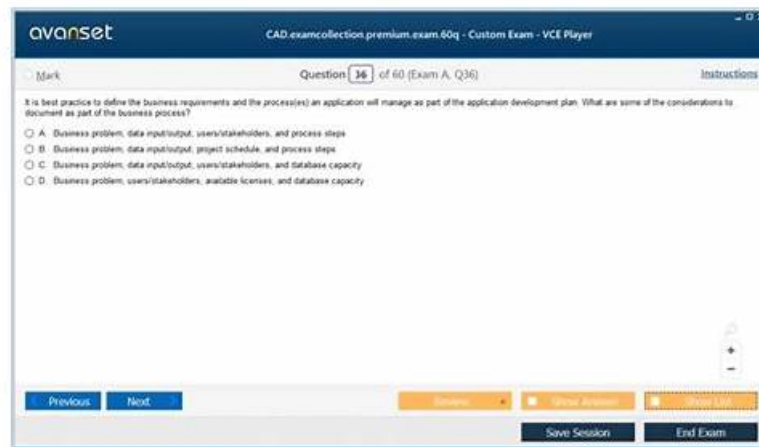 avanset
CAD.examcollection.premium.exam.60q - Custom Exam - VCE Player
Mark
Question 36 of 60 (Exam A, Q36)
Instructions
It is best practice to define the business requirements and the process(es) an application will manage as part of the application development plan. What are some of the considerations to
document as part of the business process?
A. Business problem, data input/output, users/stakeholders, and process steps
B. Business problem, data input/output, project schedule, and process steps
C. Business problem, data input/output, users/stakeholders, and database capacity
D. Business problem, users/stakeholders, available licenses, and database capacity
Previous
Next
Review
Show Answer
Show List
Save Session
End Exam